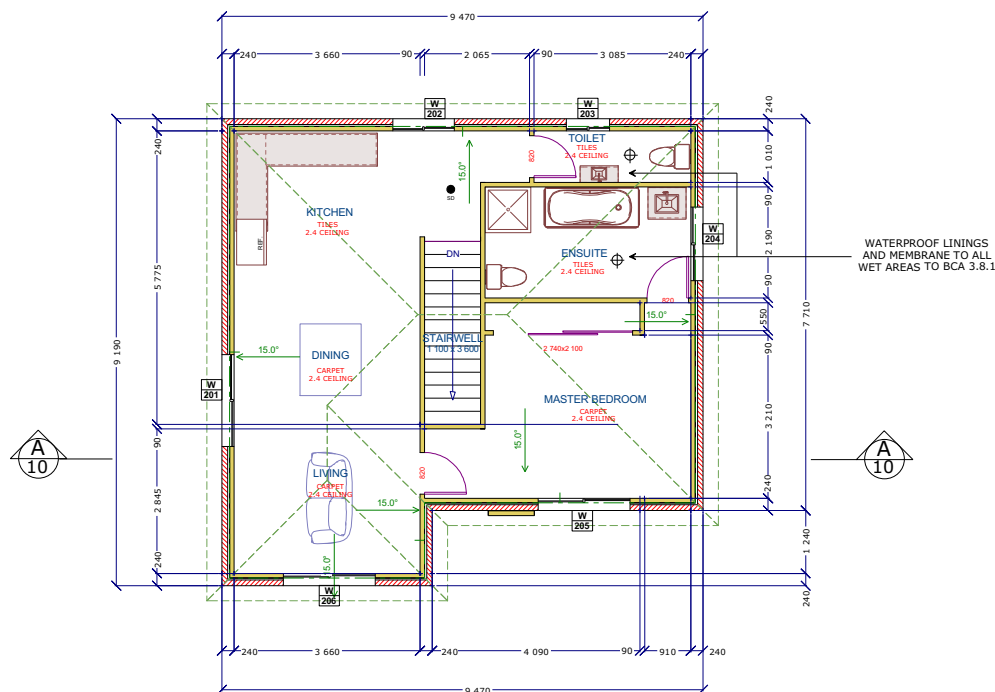 9 470
240 3 660 90 2 065 90 3 085 240
W
202
W
203
240
240
TOILET
TILES
2.4 CEILING
820
15.0°
1 010
SD
90
KITCHEN
TILES
2.4 CEILING
REF.
W
204
2 190
DN
ENSUITE
TILES
2.4 CEILING
WATERPROOF LININGS
AND MEMBRANE TO ALL
WET AREAS TO BCA 3.8.1
5 775
820
90
550
15.0°
7 710
9 190
STAIRWELL
1 100 x 3 600
90
15.0°
DINING
2 740x2 100
CARPET
2.4 CEILING
W
201
MASTER BEDROOM
CARPET
2.4 CEILING
3 210
90
15.0°
A
10
A
10
LIVING
CARPET
2.4 CEILING
820
2 845
15.0°
240
W
205
1 240
240
15.0°
W
206
240
240 3 660 240 4 090 90 910 240
9 470